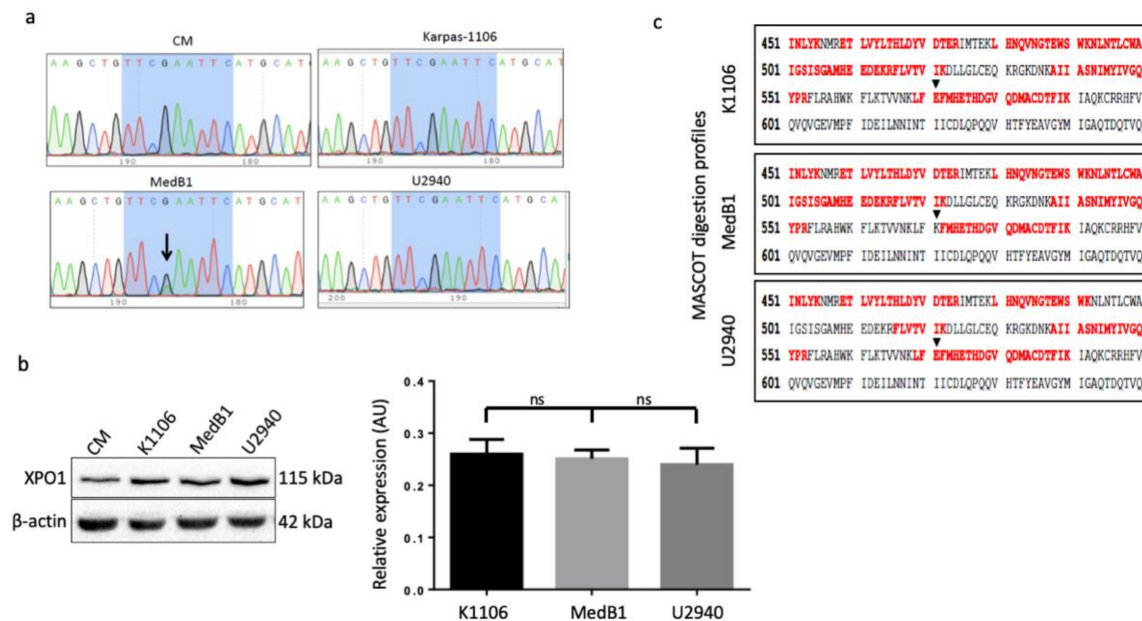 a
CM
A A G C T G T T C G A A T T C A T G C A T G
190
180
Karpas-1106
A A G C T G T T C G A A T T C A T G C A T
190
180
MedB1
A A G C T G T T C G A A T T C A T G C A T
190
180
U2940
A A G C T G T T C G A A T T C A T G C A T
200
190
b
CM
K1106
MedB1
U2940
XPO1
115 kDa
β-actin
42 kDa
Relative expression (AU)
0.4
0.3
0.2
0.1
0.0
ns
ns
K1106
MedB1
U2940
c
MASCOT digestion profiles
K1106
451 INLYKNMRET LVYLTHLDYV DTERIMTEKL HNQVNGTEWS WKNLNTLCWA
501 IGSISGAMHE EDEKRFLVTV IKDLLGLCEQ KRGKDNKAII ASNIMYIVGQ
551 YPRFLRAHWK FLKTVVNKLF EFMHETHDGV QDMACDTFIK IAQKCRRHFV
601 QVQVGEVMPF IDEILNNINT IICDLQPQQV HTFYEAVGYM IGAQTDQTVQ
MedB1
451 INLYKNMRET LVYLTHLDYV DTERIMTEKL HNQVNGTEWS WKNLNTLCWA
501 IGSISGAMHE EDEKRFLVTV IKDLLGLCEQ KRGKDNKAII ASNIMYIVGQ
551 YPRFLRAHWK FLKTVVNKLF KFMHETHDGV QDMACDTFIK IAQKCRRHFV
601 QVQVGEVMPF IDEILNNINT IICDLQPQQV HTFYEAVGYM IGAQTDQTVQ
U2940
451 INLYKNMRET LVYLTHLDYV DTERIMTEKL HNQVNGTEWS WKNLNTLCWA
501 IGSISGAMHE EDEKRFLVTV IKDLLGLCEQ KRGKDNKAII ASNIMYIVGQ
551 YPRFLRAHWK FLKTVVNKLF EFMHETHDGV QDMACDTFIK IAQKCRRHFV
601 QVQVGEVMPF IDEILNNINT IICDLQPQQV HTFYEAVGYM IGAQTDQTVQ